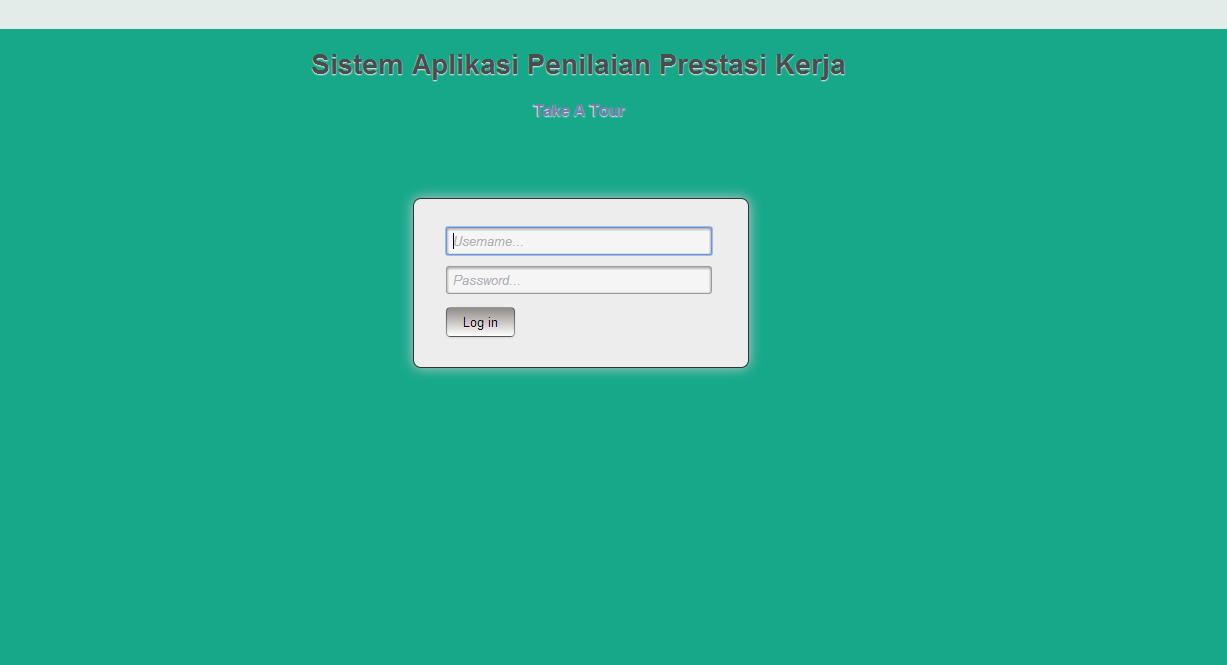 Sistem Aplikasi Penilaian Prestasi Kerja
Take A Tour
Username...
Password...
Log in